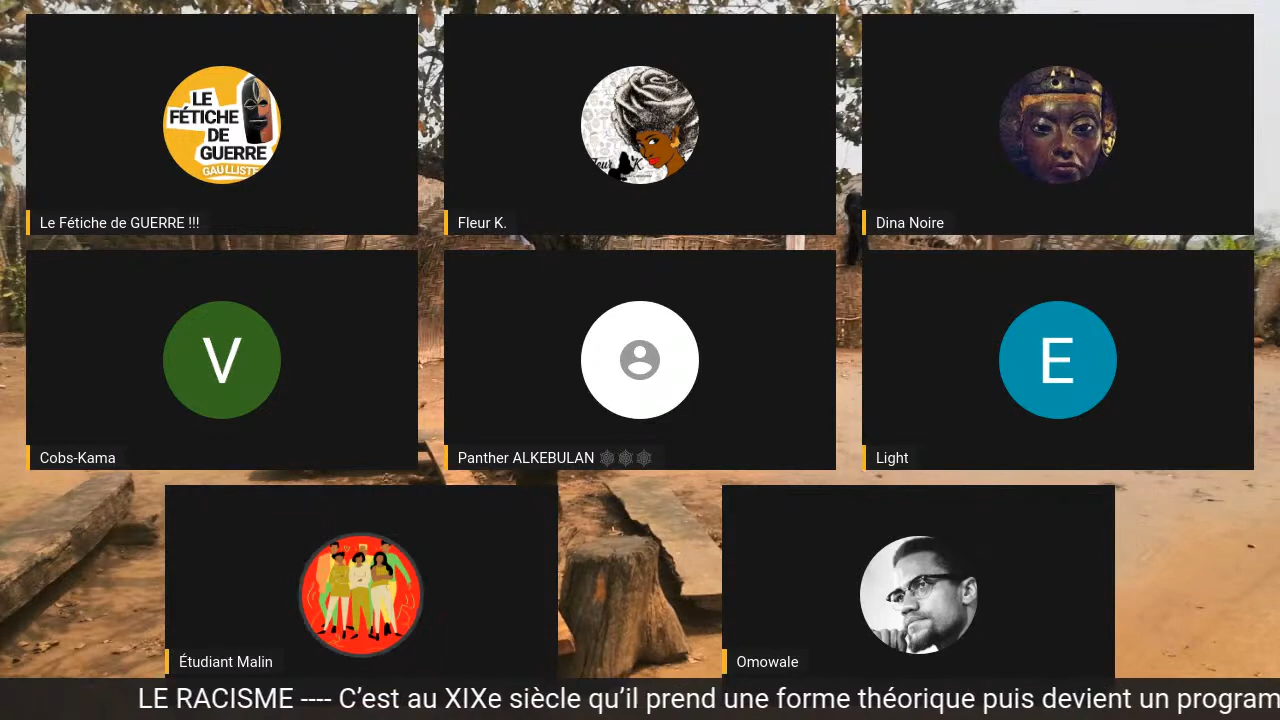 LE
FÉTICHE
DE
GUERRE
GAULLISTE
Le Fétiche de GUERRE !!!
Fleur K.
Fleur K.
Dina Noire
V
Cobs-Kama
Panther ALKEBULAN 🕸🕸🕸
E
Light
Étudiant Malin
Omowale
LE RACISME ---- C’est au XIXe siècle qu’il prend une forme théorique puis devient un program